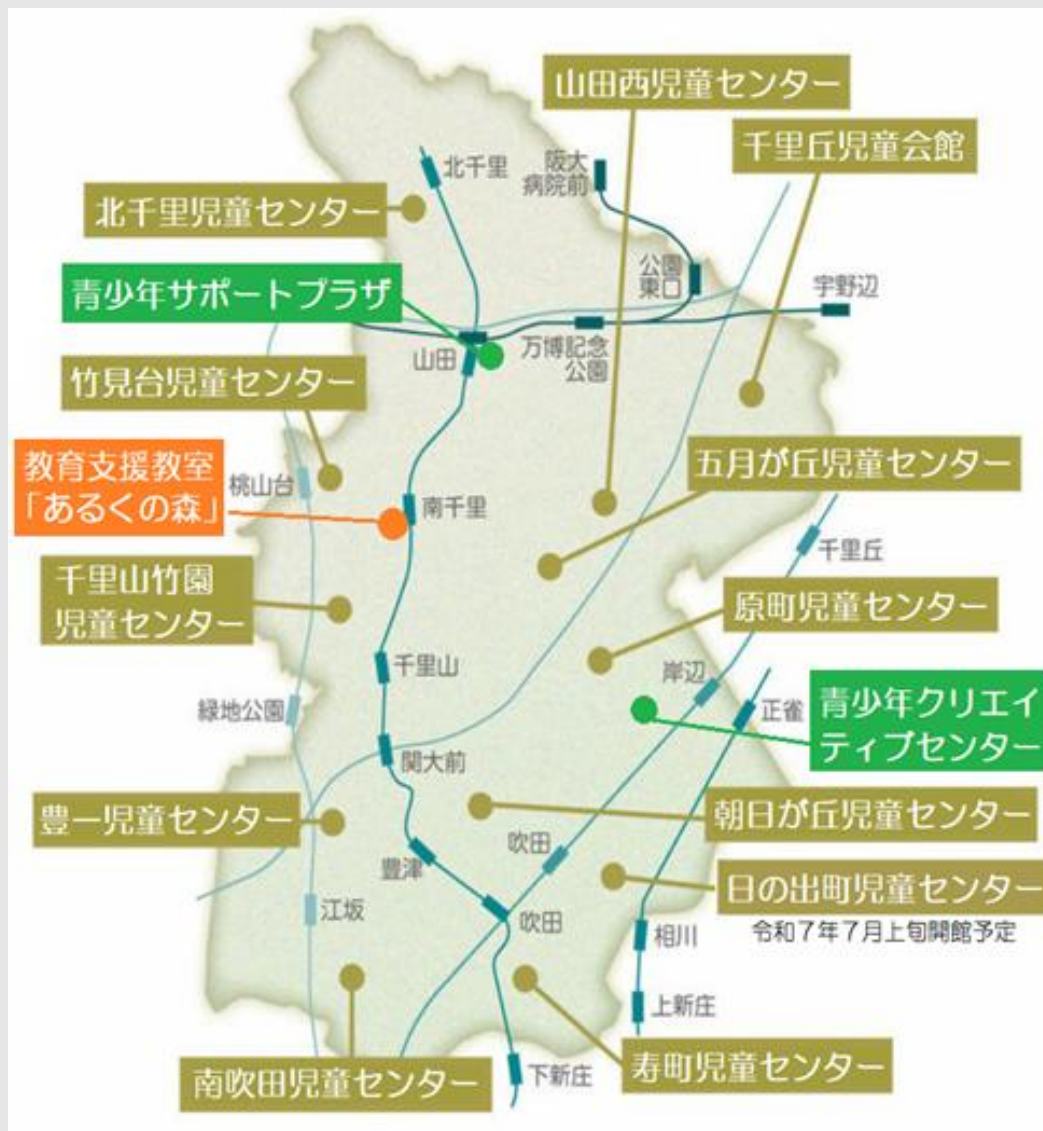 山田西児童センター
千里丘児童会館
北千里
阪大
病院前
北千里児童センター
公園
東口
青少年サポートプラザ
宇野辺
山田
万博記念
公園
竹見台児童センター
教育支援教室
「あるくの森」
桃山台
南千里
五月が丘児童センター
千里丘
千里山竹園
児童センター
原町児童センター
千里山
岸辺
緑地公園
正雀
青少年クリエイ
ティブセンター
関大前
豊一児童センター
朝日が丘児童センター
吹田
豊津
日の出町児童センター
令和7年7月上旬開館予定
江坂
吹田
相川
上新庄
南吹田児童センター
下新庄
寿町児童センター